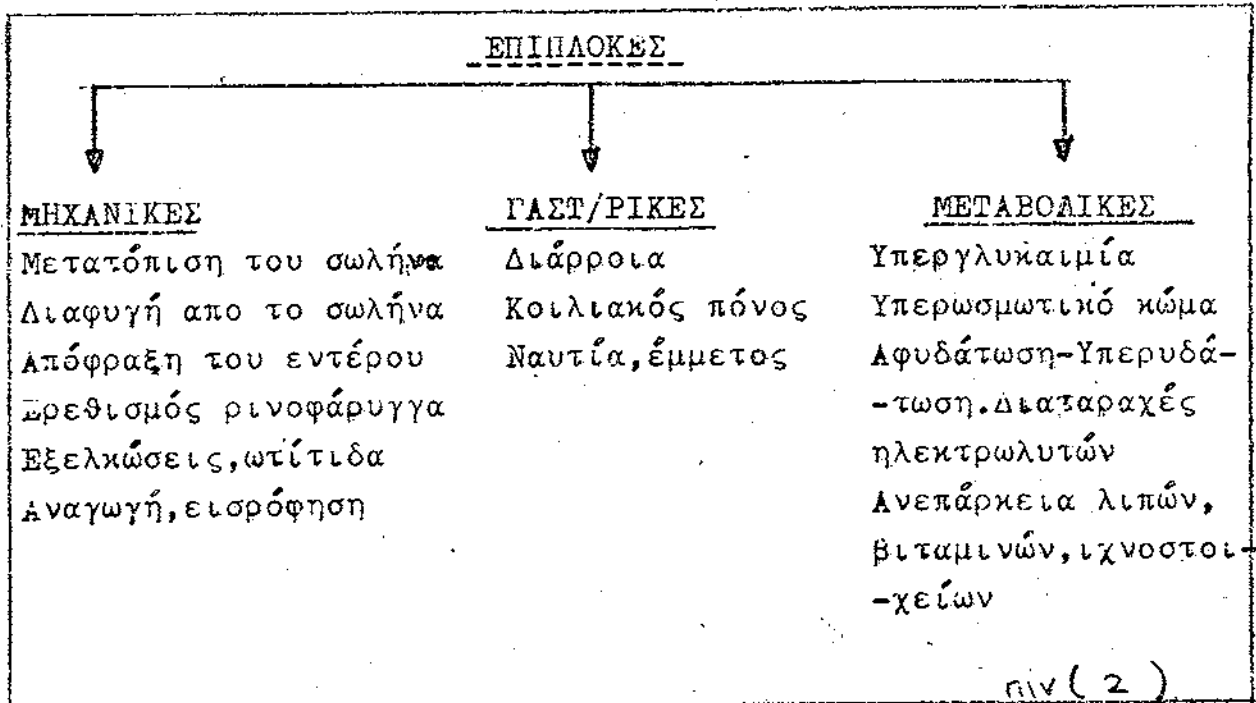 ΕΠΙΠΛΟΚΕΣ
ΜΗΧΑΝΙΚΕΣ
Μετατόπιση του σωλήνα
Διαφυγή απο το σωλήνα
Απόφραξη του εντέρου
Ερεθισμός ρινοφάρυγγα
Εξελκώσεις,ωτίτιδα
Αναγωγή,εισρόφηση
ΓΑΣΤ/ΡΙΚΕΣ
Διάρροια
Κοιλιακός πόνος
Ναυτία,έμμετος
ΜΕΤΑΒΟΛΙΚΕΣ
Υπεργλυκαιμία
Υπερωσμωτικό κώμα
Αφυδάτωση-Υπερυδά-
-τωση.Διαταραχές
ηλεκτρωλυτών
Ανεπάρκεια λιπών,
βιταμινών,ιχνοστοι-
-χείων
πιν(2)